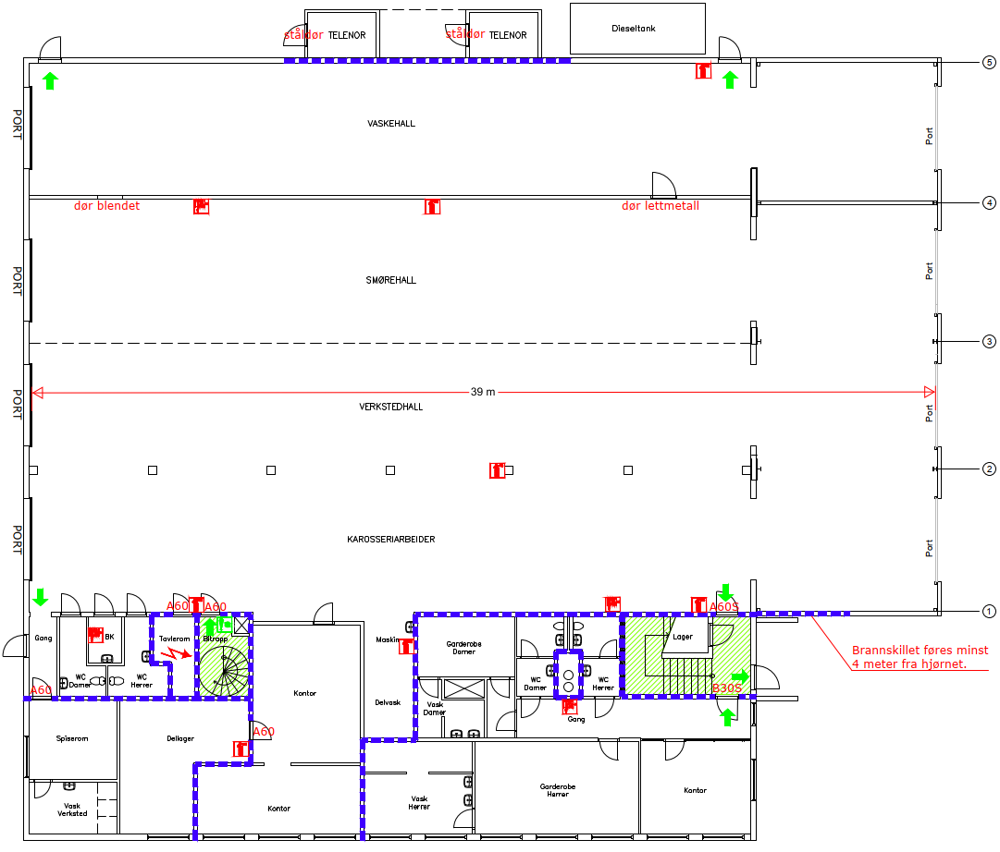 Dieseltank
ståldør
TELENOR
ståldør
TELENOR
5
PORT
VASKEHALL
Port
4
dør blendet
dør lettmetall
PORT
SMØREHALL
Port
3
39 m
PORT
VERKSTEDHALL
Port
2
PORT
KAROSSERIARBEIDER
Port
1
A60
A60
A60S
Gang
BK
Tavlerom
Bitrapp
Maskin
Garderobe
Damer
Lager
Brannskillet føres minst
4 meter fra hjørnet.
WC
Damer
WC
Herrer
A60
Kontor
Delvask
Vask
Damer
WC
Damer
WC
Herrer
B30S
Gang
Spiserom
Dellager
A60
Vask
Verksted
Kontor
Vask
Herrer
Garderobe
Herrer
Kontor